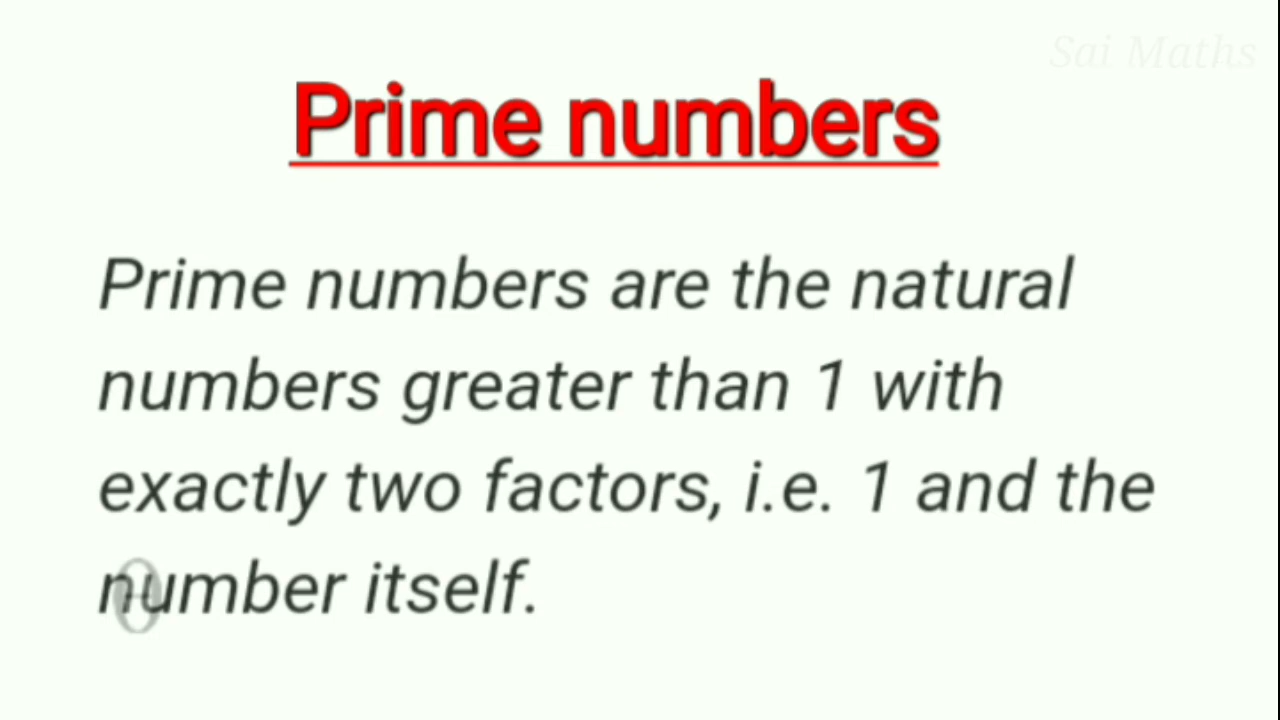 Sai Maths
Prime numbers
Prime numbers are the natural
numbers greater than 1 with
exactly two factors, i.e. 1 and the
number itself.